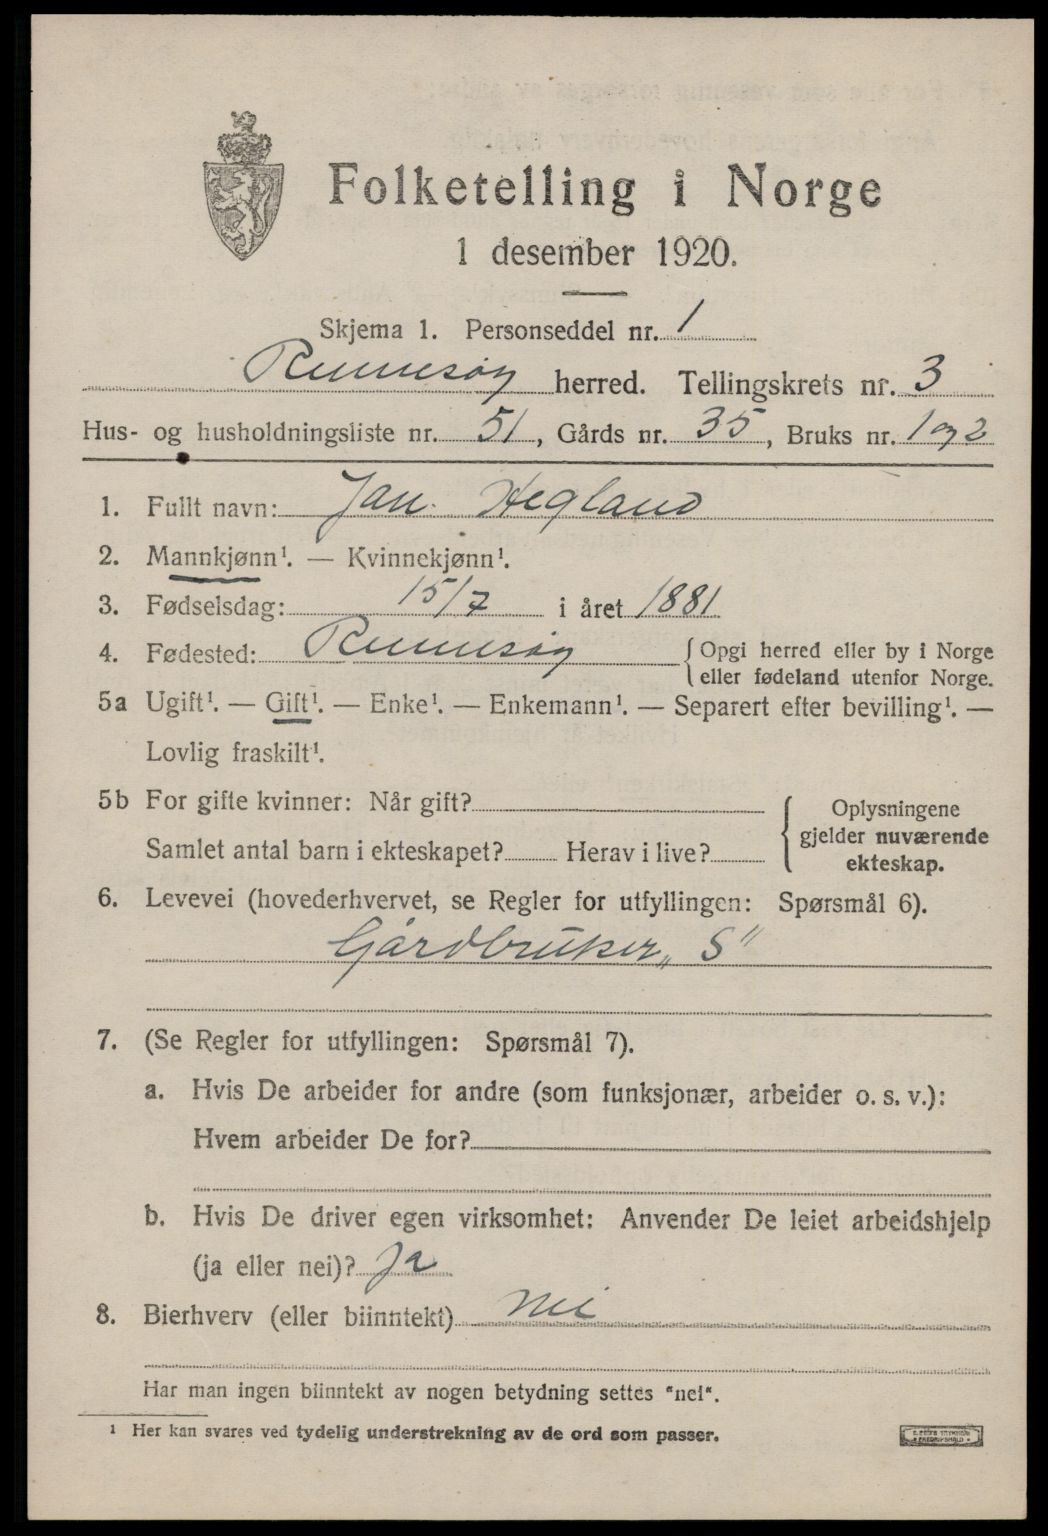 Folketelling i Norge
1 desember 1920.
Skjema 1. Personseddel nr. 1
Rennesøy herred. Tellingskrets nr. 3
Hus- og husholdningsliste nr. 51, Gårds nr. 35, Bruks nr. 1 og 2
1. Fullt navn: Jan Hegland
2. Mannkjønn¹. — Kvinnekjønn¹.
3. Fødselsdag: 15/7 i året 1881
4. Fødested: Rennesøy {Opgi herred eller by i Norge
eller fødeland utenfor Norge.
5a Ugift¹. — Gift¹. — Enke¹. — Enkemann¹. — Separert efter bevilling¹. —
Lovlig fraskilt¹.
5b For gifte kvinner: Når gift?
Samlet antal barn i ekteskapet? Herav i live?
{ Oplysningene
gjelder nuværende
ekteskap.
6. Levevei (hovederhvervet, se Regler for utfyllingen: Spørsmål 6).
Gårdbruker „S"
7. (Se Regler for utfyllingen: Spørsmål 7).
a. Hvis De arbeider for andre (som funksjonær, arbeider o. s. v.):
Hvem arbeider De for?
b. Hvis De driver egen virksomhet: Anvender De leiet arbeidshjelp
(ja eller nei)? Ja
8. Bierhverv (eller biinntekt) nei
Har man ingen biinntekt av nogen betydning settes "nei".
¹ Her kan svares ved tydelig understrekning av de ord som passer.